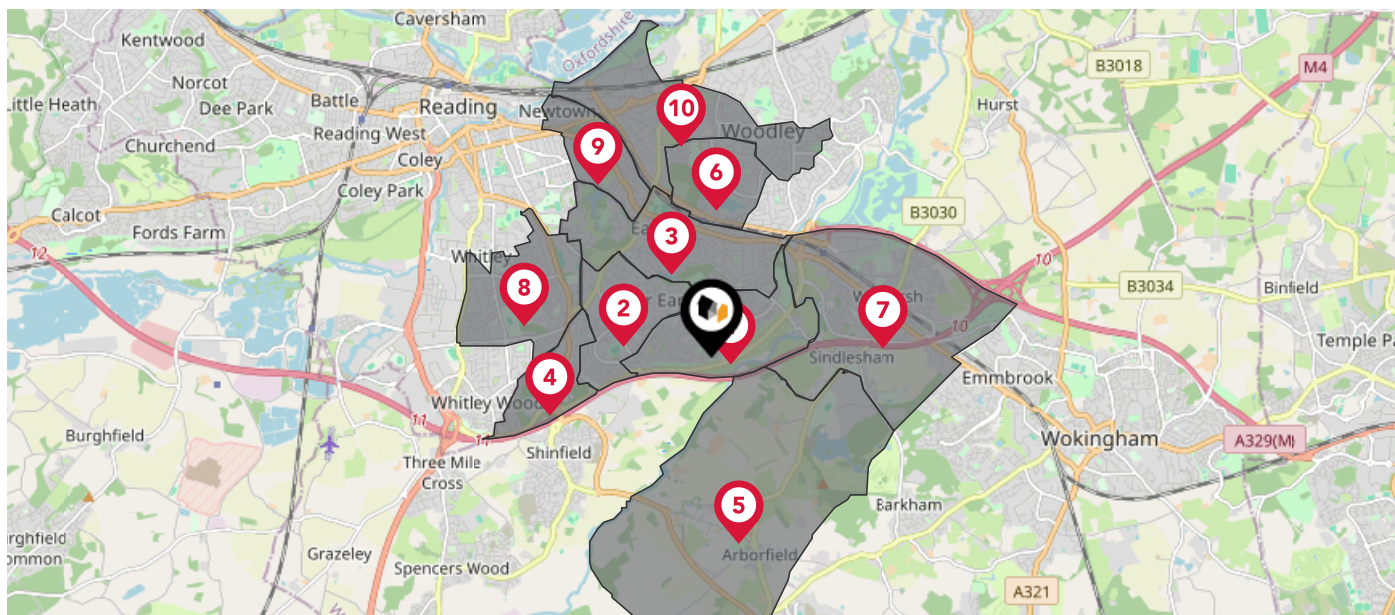 Caversham
Kentwood
Oxfordshire
B3018
M4
Norcot
Little Heath
Dee Park
Battle
Reading
Newtown
10
Hurst
Woodley
Reading West
Churchend
9
Coley
6
Coley Park
Calcot
B3030
Fords Farm
3
12
Whitley
10
8
B3034
Binfield
2
7
10
Sindlesham
Temple Pa
4
Emmbrook
Whitley Wood
11
Burghfield
Wokingham
A329(M)
Three Mile
Cross
Shinfield
5
Barkham
Arborfield
Grazeley
Spencers Wood
A321